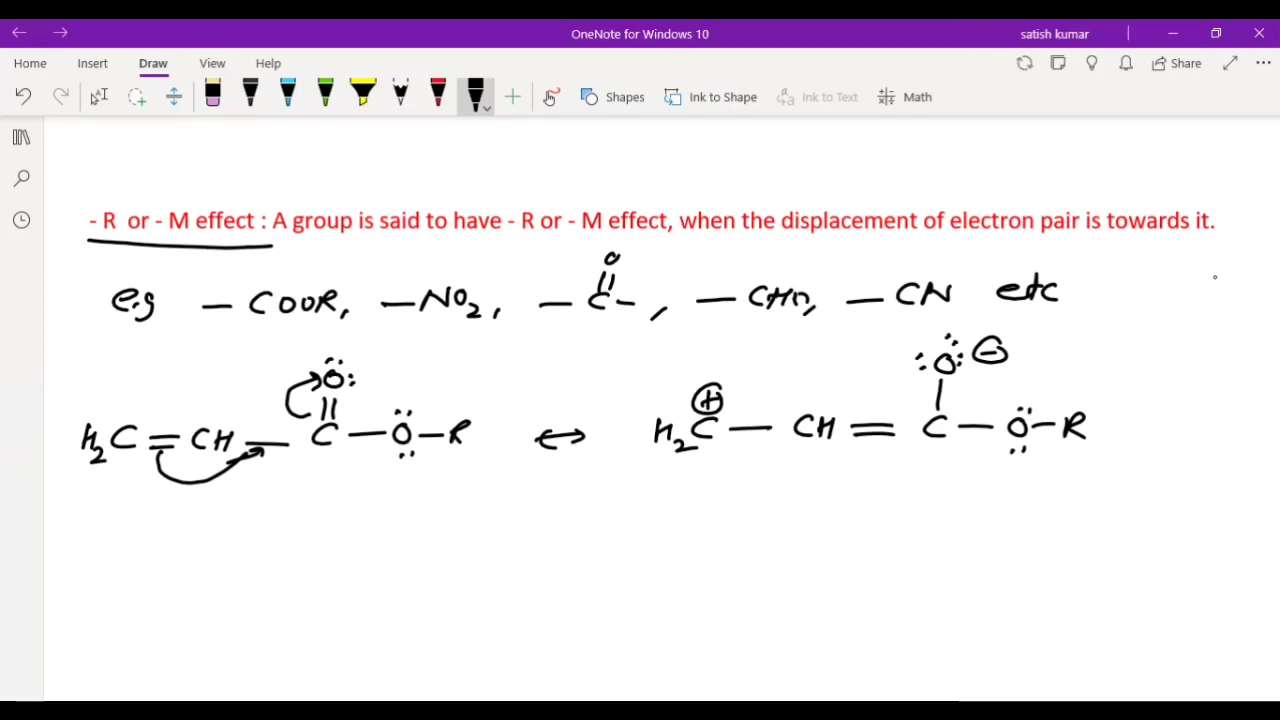 OneNote for Windows 10
satish kumar
Home Insert Draw View Help
Share
Shapes Ink to Shape Ink to Text Math
- R or - M effect : A group is said to have - R or - M effect, when the displacement of electron pair is towards it.
O
e.g — COOR, — NO2, — C –, — CHO, — CN etc
:O: ⊖
O:
⊕
H2C = CH — C — O — R ↔ H2C — CH = C — O — R